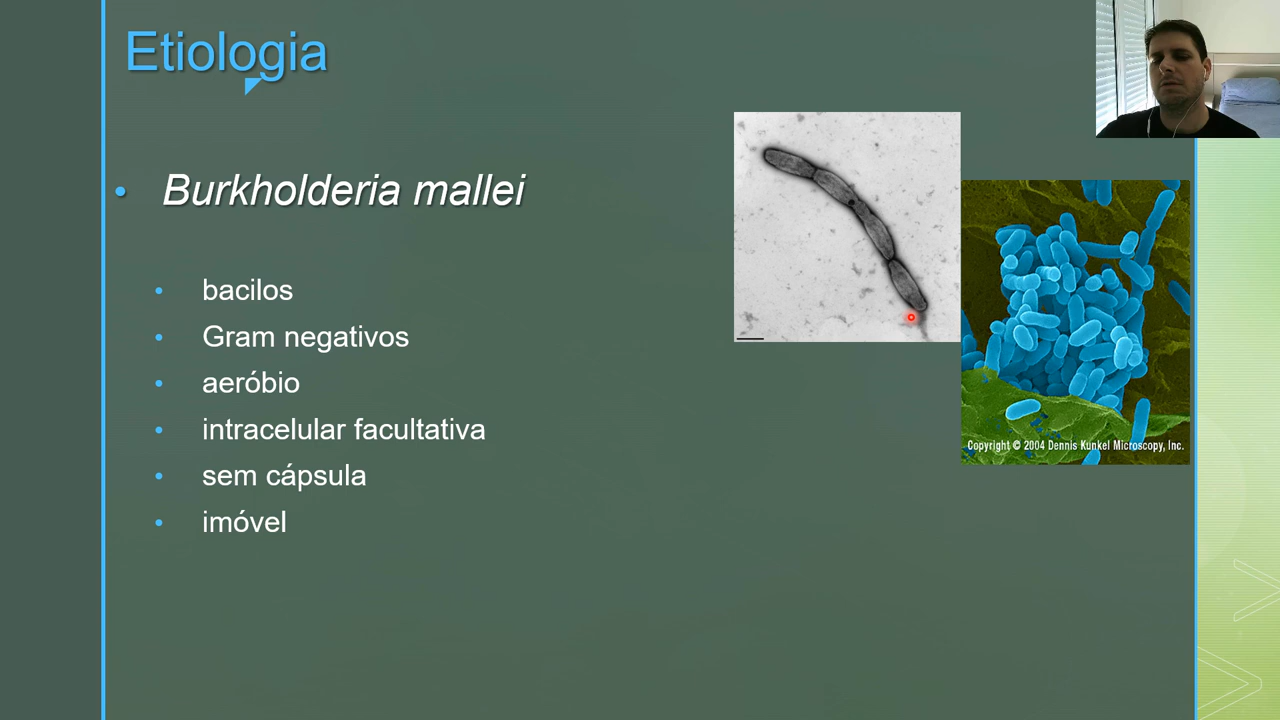 Etiologia
Burkholderia mallei
bacilos
Gram negativos
aeróbio
intracelular facultativa
sem cápsula
imóvel
Copyright © 2004 Dennis Kunkel Microscopy, Inc.